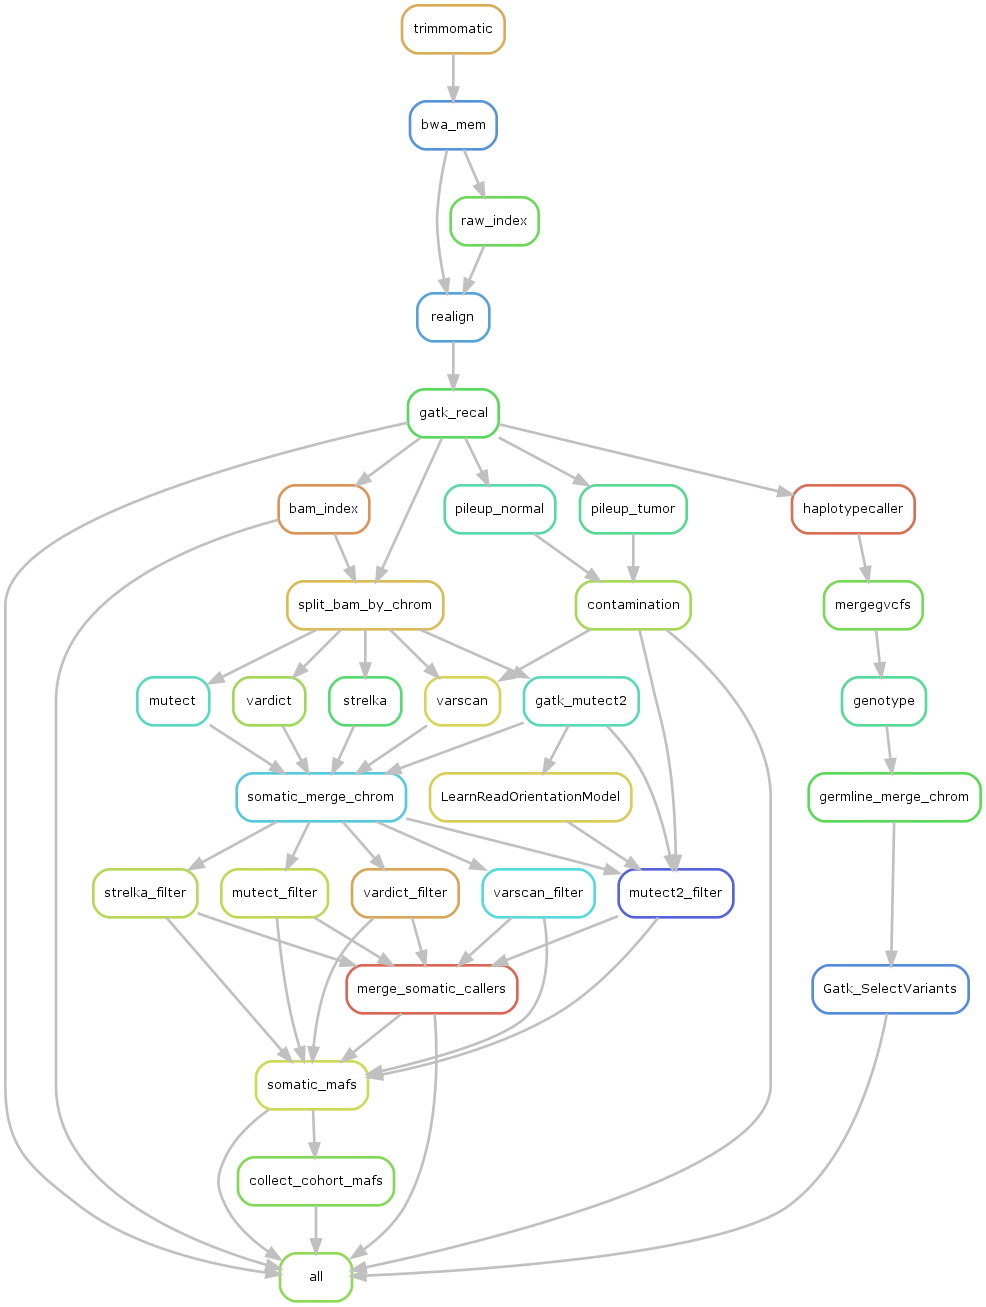 trimmomatic
bwa_mem
raw_index
realign
gatk_recal
bam_index
pileup_normal
pileup_tumor
haplotypecaller
split_bam_by_chrom
contamination
mergegvcfs
mutect
vardict
strelka
varscan
gatk_mutect2
genotype
somatic_merge_chrom
LearnReadOrientationModel
germline_merge_chrom
strelka_filter
mutect_filter
vardict_filter
varscan_filter
mutect2_filter
merge_somatic_callers
Gatk_SelectVariants
somatic_mafs
collect_cohort_mafs
all